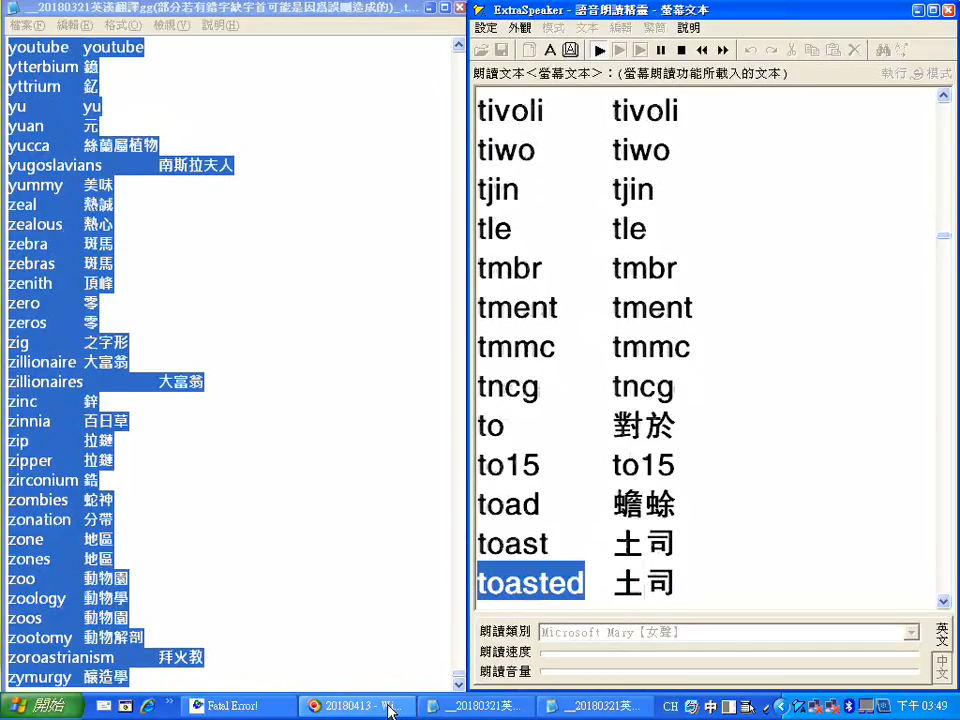 __20180321英漢翻譯gg(部分若有錯字缺字首可能是因爲誤刪造成的)_.t...
檔案(F) 編輯(E) 格式(O) 檢視(V) 說明(H)
youtube youtube
ytterbium 鐿
yttrium 釔
yu yu
yuan 元
yucca 絲蘭屬植物
yugoslavians 南斯拉夫人
yummy 美味
zeal 熱誠
zealous 熱心
zebra 斑馬
zebras 斑馬
zenith 頂峰
zero 零
zeros 零
zig 之字形
zillionaire 大富翁
zillionaires 大富翁
zinc 鋅
zinnia 百日草
zip 拉鏈
zipper 拉鏈
zirconium 鋯
zombies 蛇神
zonation 分帶
zone 地區
zones 地區
zoo 動物園
zoology 動物學
zoos 動物園
zootomy 動物解剖
zoroastrianism 拜火教
zymurgy 釀造學
ExtraSpeaker - 語音朗讀精靈 - 螢幕文本
設定 外觀 模式 文本 編輯 繁簡 說明
朗讀文本<螢幕文本>：(螢幕朗讀功能所載入的文本) 執行 模式
tivoli tivoli
tiwo tiwo
tjin tjin
tle tle
tmbr tmbr
tment tment
tmmc tmmc
tncg tncg
to 對於
to15 to15
toad 蟾蜍
toast 土司
toasted 土司
朗讀類別 Microsoft Mary【女聲】
朗讀速度
朗讀音量
英文
中文
開始 Fatal Error! 20180413 - Wi... __20180321英... __20180321英... CH 中 下午 03:49